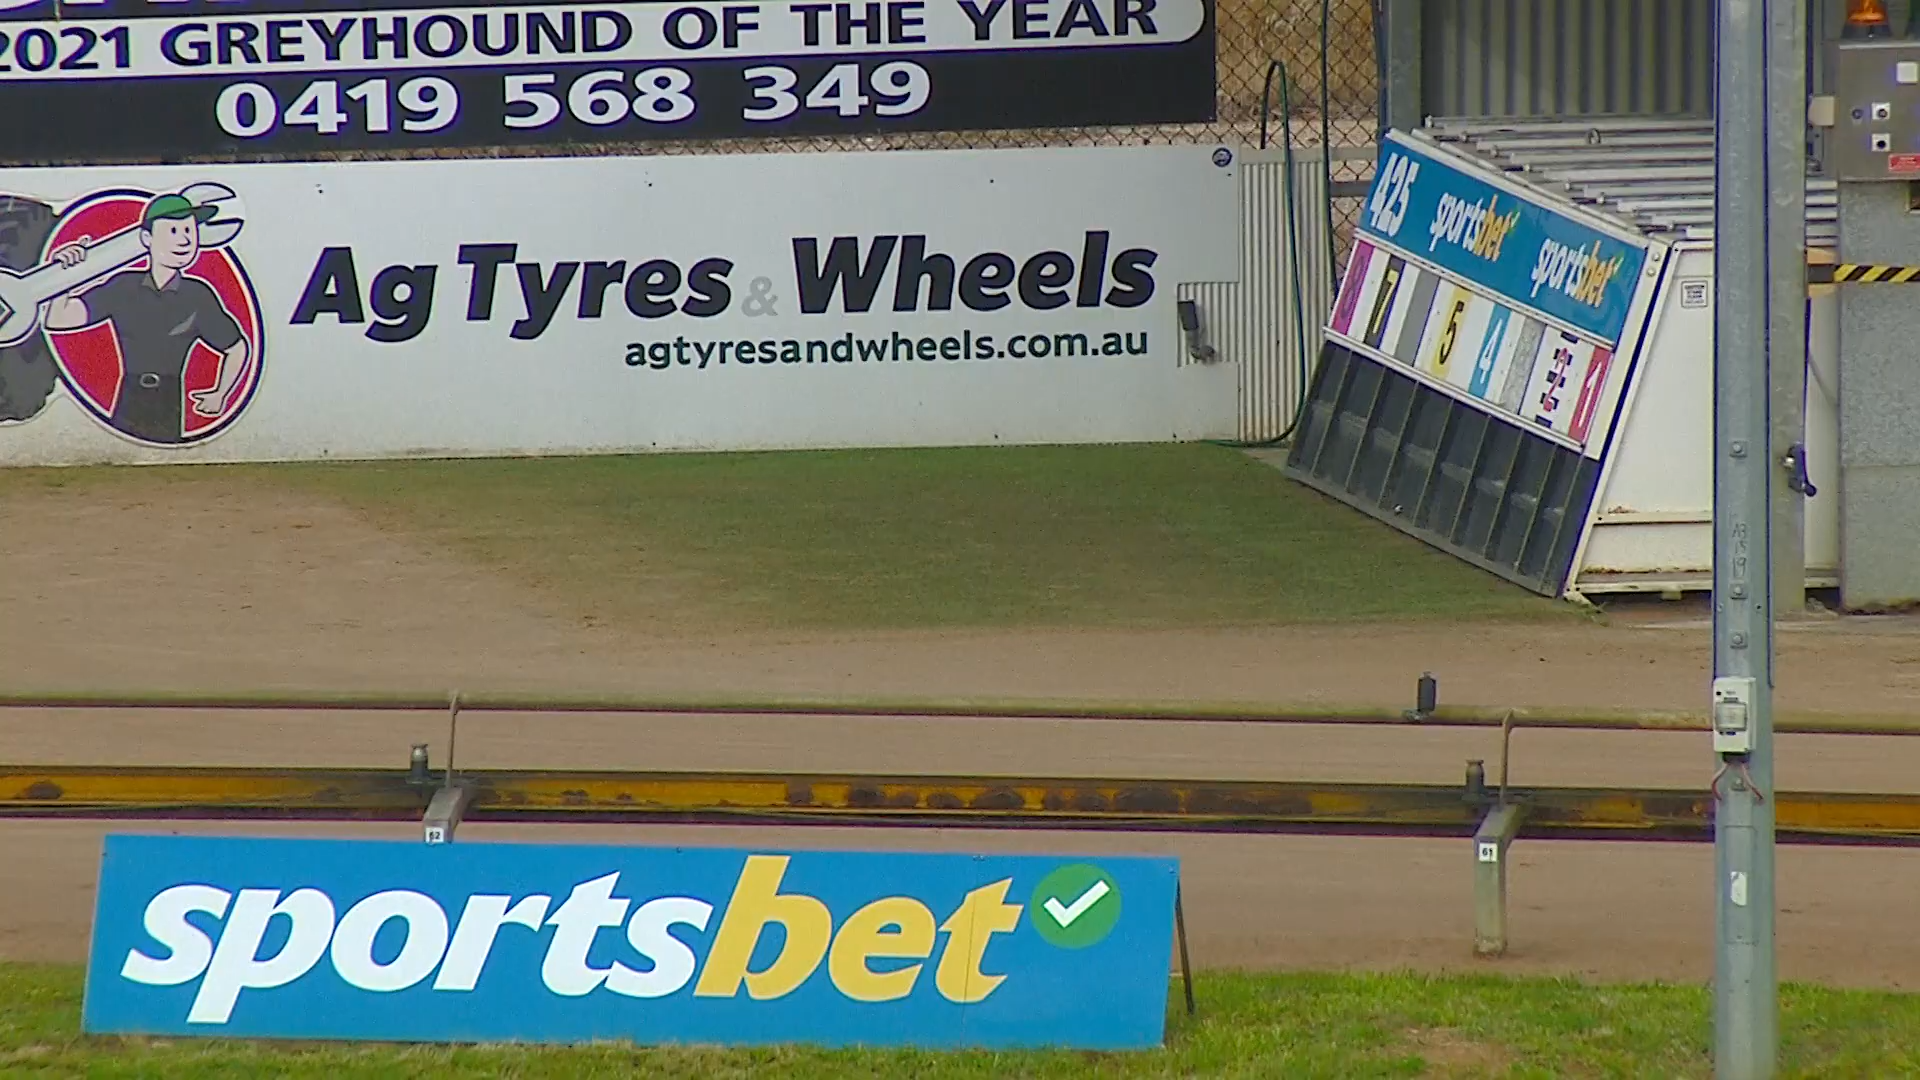 2021 GREYHOUND OF THE YEAR
0419 568 349
Ag Tyres & Wheels
agtyresandwheels.com.au
425 sportsbet sportsbet
8 7 5 4 2 1
62
61
sportsbet